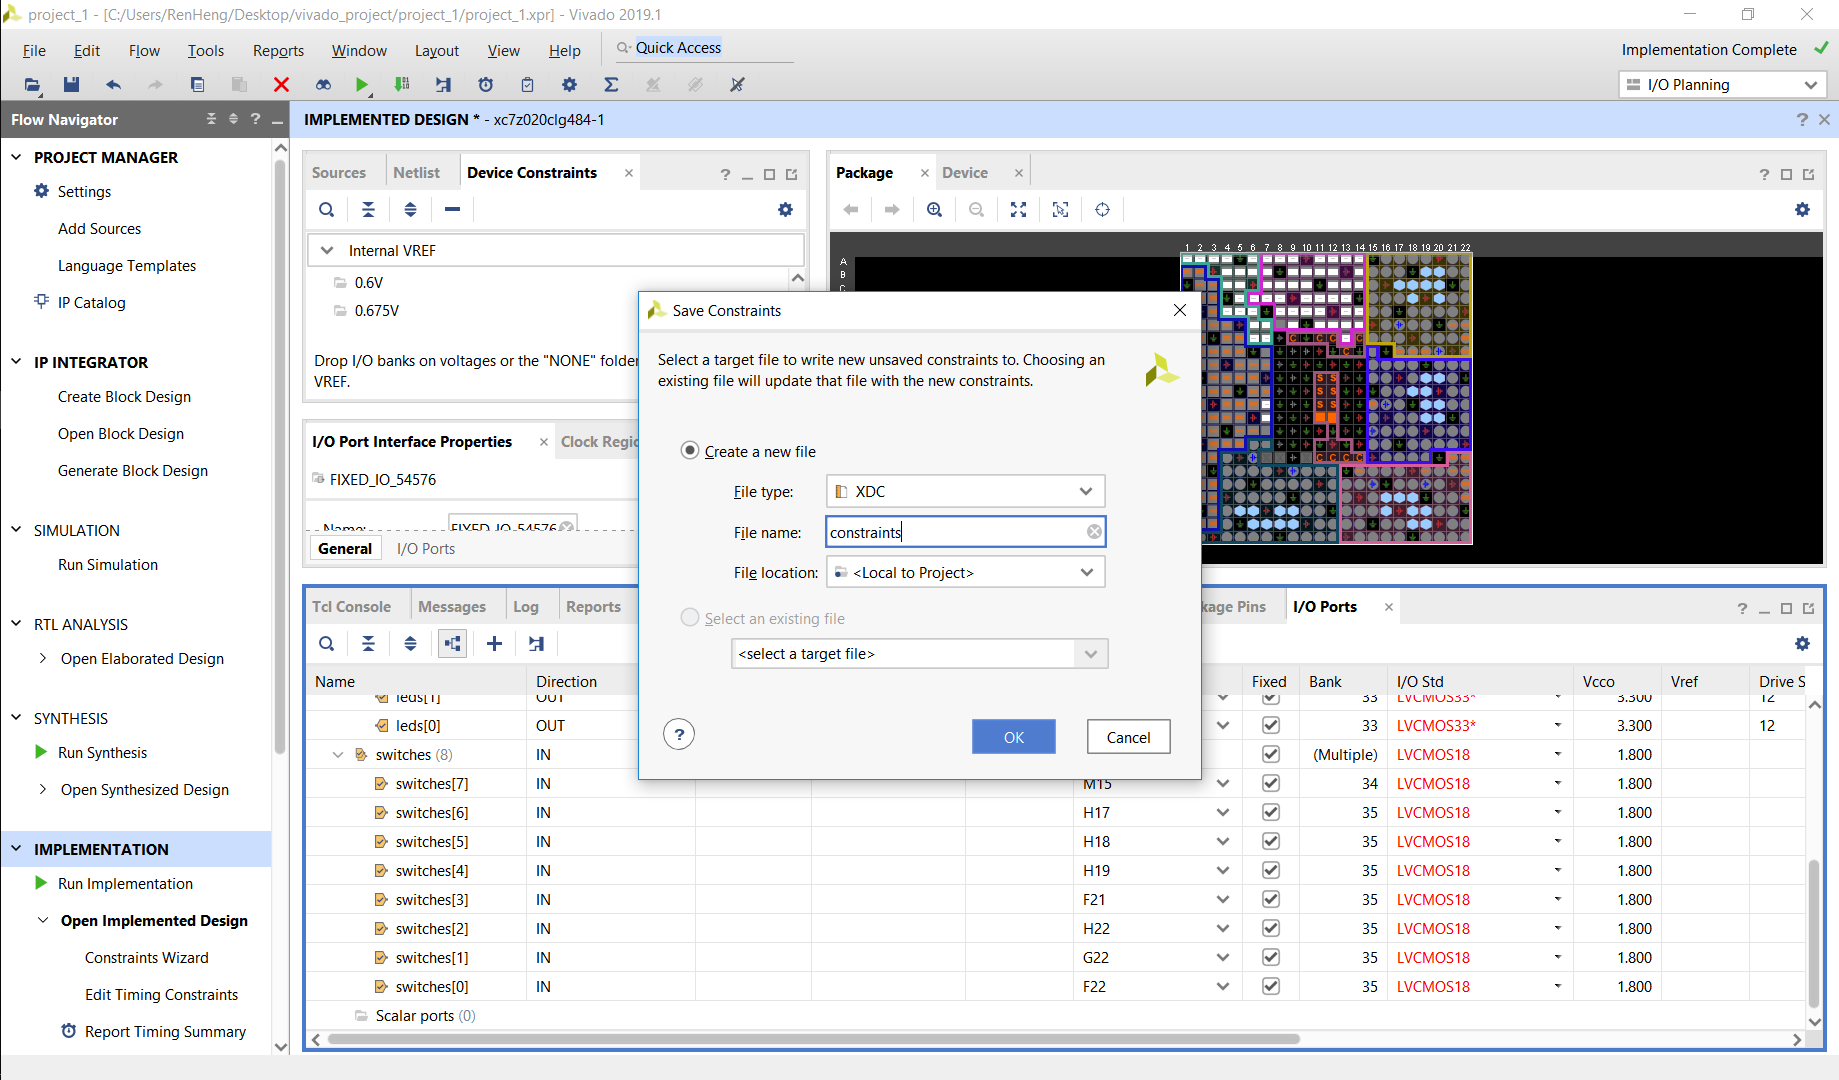 project_1 - [C:/Users/RenHeng/Desktop/vivado_project/project_1/project_1.xpr] - Vivado 2019.1
File Edit Flow Tools Reports Window Layout View Help Quick Access
Implementation Complete
I/O Planning
Flow Navigator
IMPLEMENTED DESIGN * - xc7z020clg484-1
PROJECT MANAGER
Settings
Add Sources
Language Templates
IP Catalog
IP INTEGRATOR
Create Block Design
Open Block Design
Generate Block Design
SIMULATION
Run Simulation
RTL ANALYSIS
Open Elaborated Design
SYNTHESIS
Run Synthesis
Open Synthesized Design
IMPLEMENTATION
Run Implementation
Open Implemented Design
Constraints Wizard
Edit Timing Constraints
Report Timing Summary
Sources Netlist Device Constraints
Internal VREF
0.6V
0.675V
Drop I/O banks on voltages or the "NONE" folder
VREF.
I/O Port Interface Properties Clock Regio
FIXED_IO_54576
Name: FIXED_IO_54576
General I/O Ports
Package Device
1 2 3 4 5 6 7 8 9 10 11 12 13 14 15 16 17 18 19 20 21 22
A
B
C
Save Constraints
Select a target file to write new unsaved constraints to. Choosing an
existing file will update that file with the new constraints.
Create a new file
File type: XDC
File name: constraints
File location: <Local to Project>
Select an existing file
<select a target file>
? OK Cancel
Tcl Console Messages Log Reports kage Pins I/O Ports
Name Direction Fixed Bank I/O Std Vcco Vref Drive S
leds[1] OUT 33 LVCMOS33* 3.300 12
leds[0] OUT 33 LVCMOS33* 3.300 12
switches (8) IN (Multiple) LVCMOS18 1.800
switches[7] IN M15 34 LVCMOS18 1.800
switches[6] IN H17 35 LVCMOS18 1.800
switches[5] IN H18 35 LVCMOS18 1.800
switches[4] IN H19 35 LVCMOS18 1.800
switches[3] IN F21 35 LVCMOS18 1.800
switches[2] IN H22 35 LVCMOS18 1.800
switches[1] IN G22 35 LVCMOS18 1.800
switches[0] IN F22 35 LVCMOS18 1.800
Scalar ports (0)